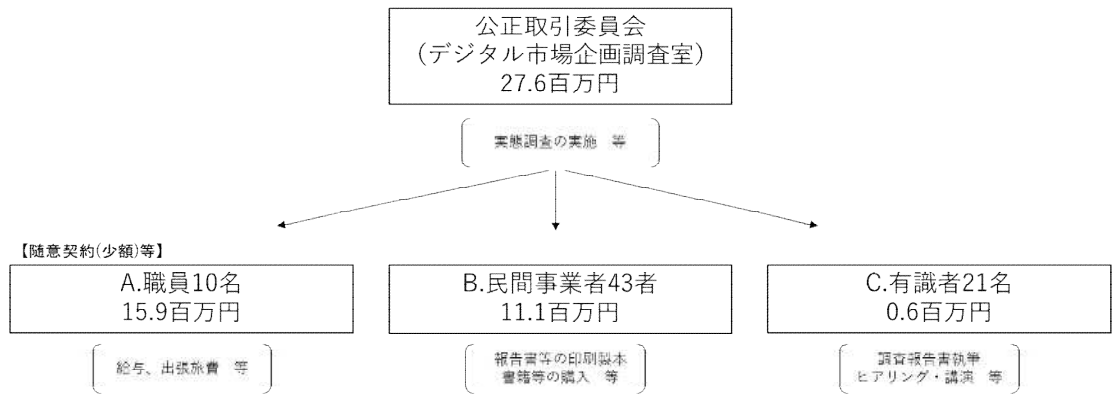 公正取引委員会
（デジタル市場企画調査室）
27.6百万円
実態調査の実施　等
【随意契約(少額)等】
A.職員10名
15.9百万円
B.民間事業者43者
11.1百万円
C.有識者21名
0.6百万円
給与、出張旅費　等
報告書等の印刷製本
書籍等の購入　等
調査報告書執筆
ヒアリング・講演　等